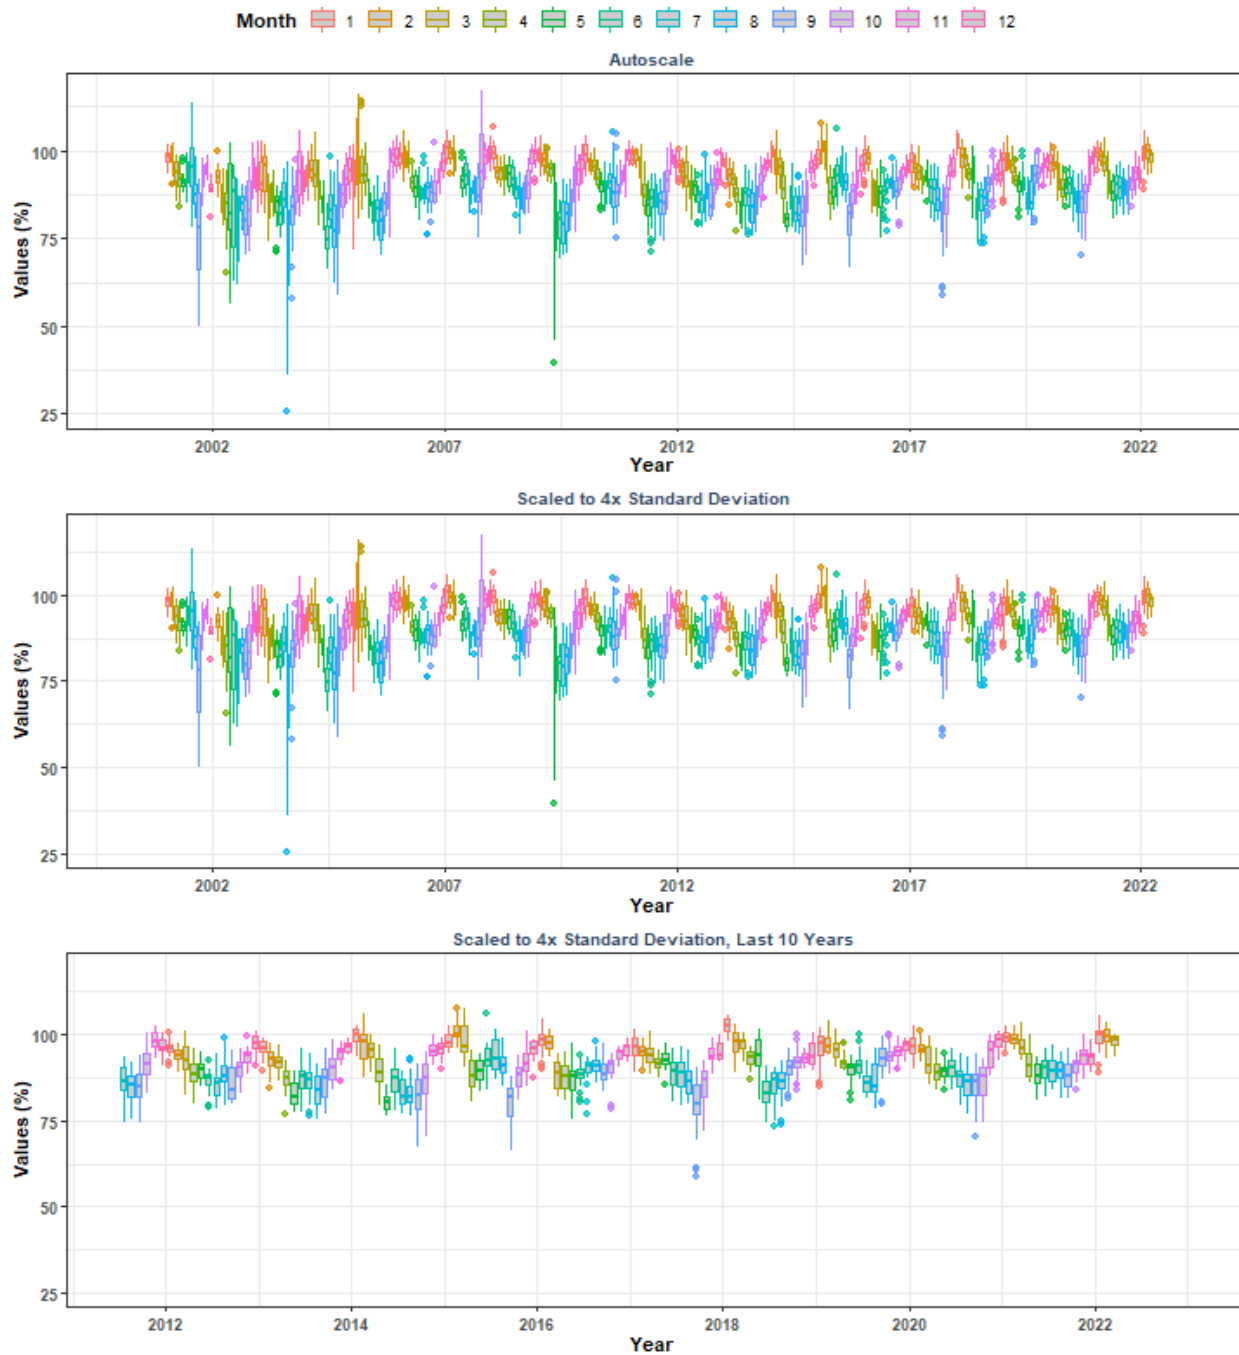 Month 1 2 3 4 5 6 7 8 9 10 11 12
Autoscale
Values (%)
100
75
50
25
2002 2007 2012 2017 2022
Year
Scaled to 4x Standard Deviation
Values (%)
100
75
50
25
2002 2007 2012 2017 2022
Year
Scaled to 4x Standard Deviation, Last 10 Years
Values (%)
100
75
50
25
2012 2014 2016 2018 2020 2022
Year